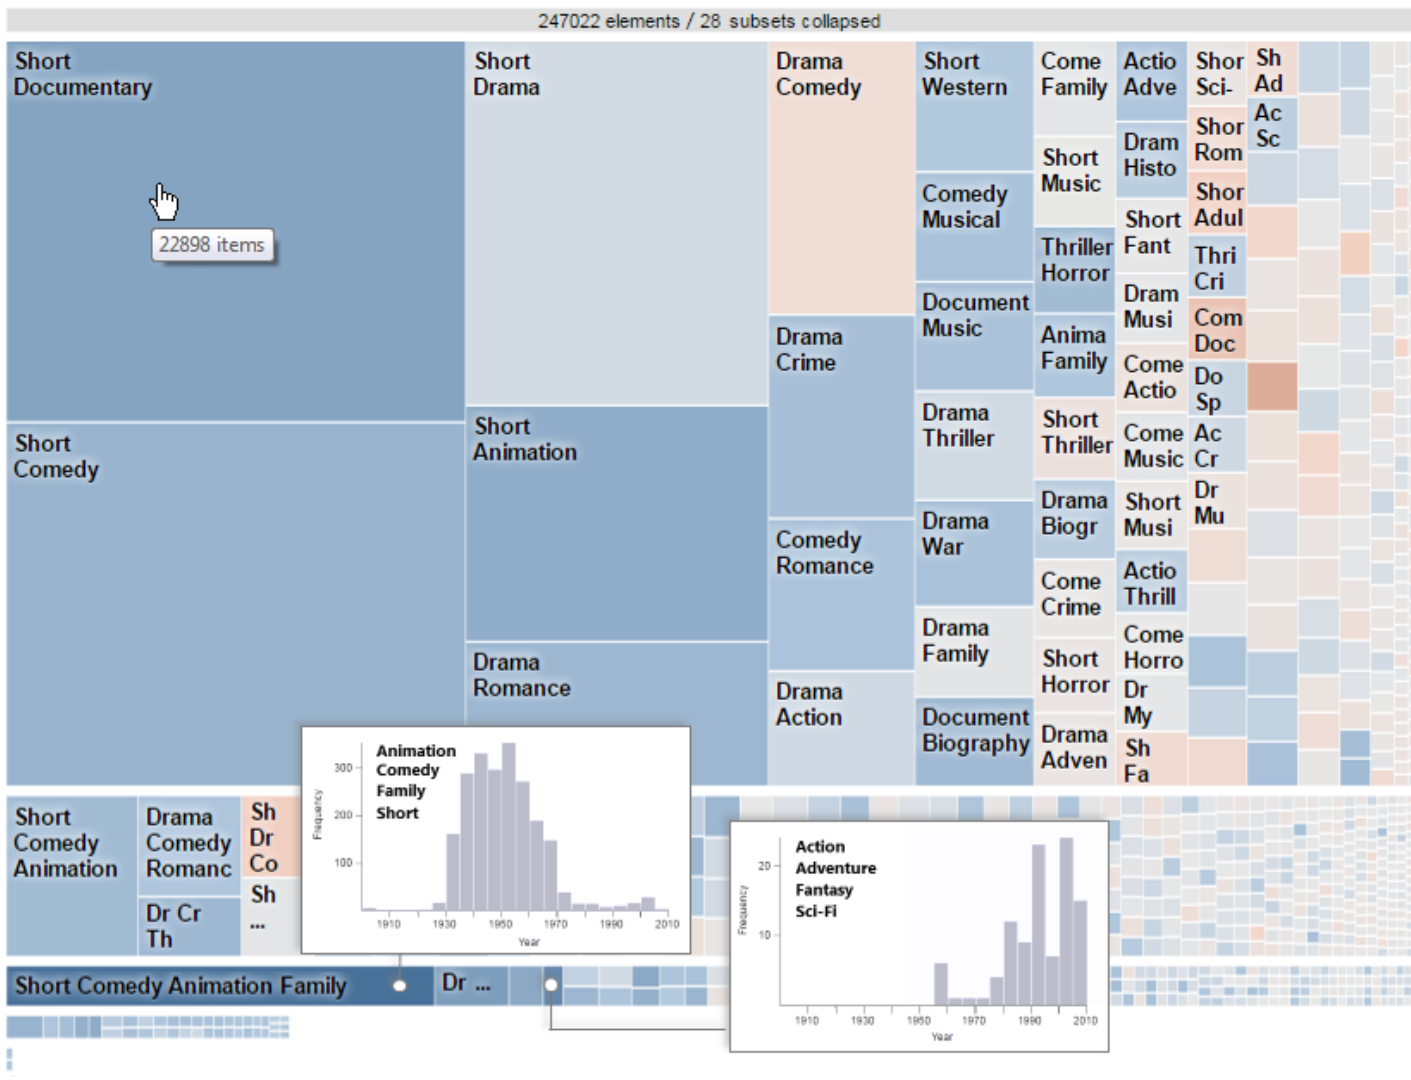 247022 elements / 28 subsets collapsed
Short
Documentary
22898 items
Short
Comedy
Short
Drama
Short
Animation
Drama
Romance
Drama
Comedy
Drama
Crime
Comedy
Romance
Drama
Action
Short
Western
Comedy
Musical
Document
Music
Drama
Thriller
Drama
War
Drama
Family
Document
Biography
Come
Family
Short
Music
Thriller
Horror
Anima
Family
Short
Thriller
Drama
Biogr
Come
Crime
Short
Horror
Drama
Adven
Actio
Adve
Dram
Histo
Short
Fant
Dram
Musi
Come
Actio
Come
Music
Short
Musi
Actio
Thrill
Come
Horro
Dr
My
Sh
Fa
Shor
Sci-
Shor
Rom
Shor
Adul
Thri
Cri
Com
Doc
Do
Sp
Ac
Cr
Dr
Mu
Sh
Ad
Ac
Sc
Short
Comedy
Animation
Drama
Comedy
Romanc
Dr Cr
Th
Sh
Dr
Co
Sh
...
Animation
Comedy
Family
Short
Frequency
300
200
100
1910 1930 1950 1970 1990 2010
Year
Action
Adventure
Fantasy
Sci-Fi
Frequency
20
10
1910 1930 1950 1970 1990 2010
Year
Short Comedy Animation Family
Dr ...